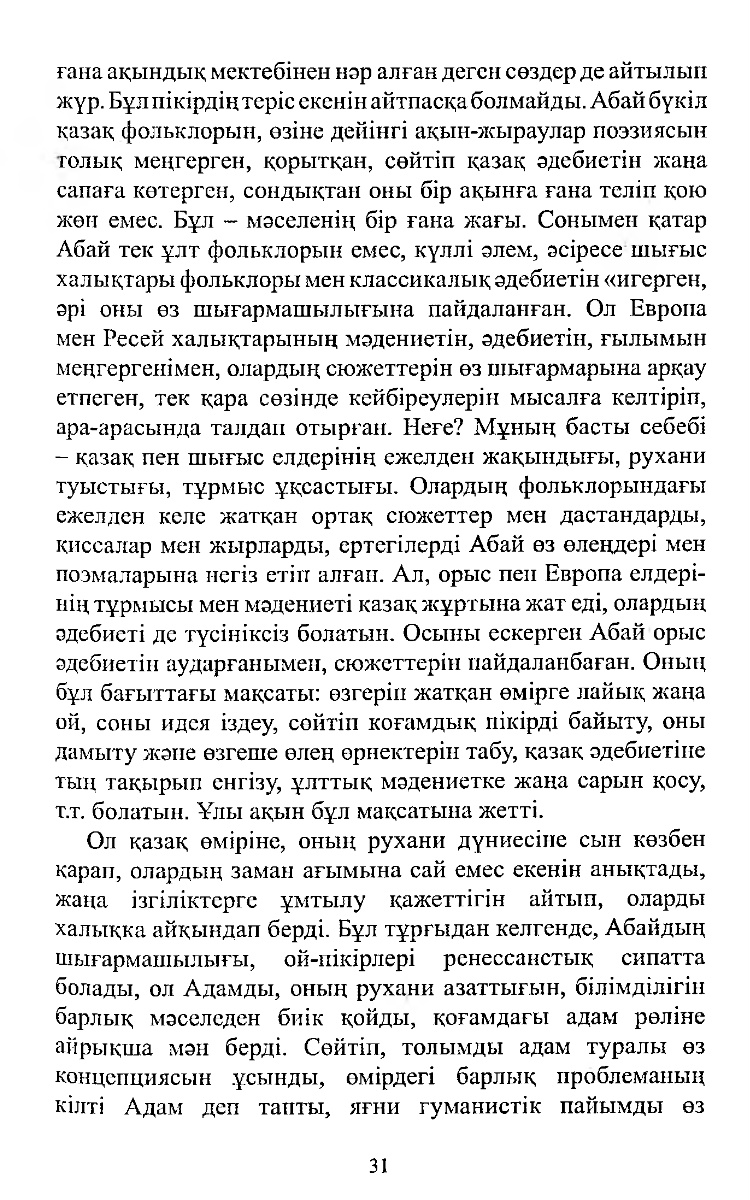 ғана ақындық мектебінен нәр алған деген сөздер де айтылып
жүр. Бұл пікірдің теріс екенін айтпасқа болмайды. Абай бүкіл
қазақ фольклорын, өзіне дейінгі ақын-жыраулар поэзиясын
толық меңгерген, қорытқан, сөйтіп қазақ әдебиетін жаңа
сапаға көтерген, сондықтан оны бір ақынға ғана теліп қою
жөн емес. Бұл – мәселенің бір ғана жағы. Сонымен қатар
Абай тек ұлт фольклорын емес, күллі әлем, әсіресе шығыс
халықтары фольклоры мен классикалық әдебиетін «игерген,
әрі оны өз шығармашылығына пайдаланған. Ол Европа
мен Ресей халықтарының мәдениетін, әдебиетін, ғылымын
меңгергенімен, олардың сюжеттерін өз шығармарына арқау
етпеген, тек қара сөзінде кейбіреулерін мысалға келтіріп,
ара-арасында талдап отырған. Неге? Мұның басты себебі
– қазақ пен шығыс елдерінің ежелден жақындығы, рухани
туыстығы, тұрмыс ұқсастығы. Олардың фольклорындағы
ежелден келе жатқан ортақ сюжеттер мен дастандарды,
қиссалар мен жырларды, ертегілерді Абай өз өлеңдері мен
поэмаларына негіз етіп алған. Ал, орыс пен Европа елдері-
нің тұрмысы мен мәдениеті қазақ жұртына жат еді, олардың
әдебиеті де түсініксіз болатын. Осыны ескерген Абай орыс
әдебиетін аударғанымен, сюжеттерін пайдаланбаған. Оның
бұл бағыттағы мақсаты: өзгеріп жатқан өмірге лайық жаңа
ой, соны идея іздеу, сөйтіп коғамдық пікірді байыту, оны
дамыту және өзгеше өлең өрнектерін табу, қазақ әдебиетіне
тың тақырып енгізу, ұлттық мәдениетке жаңа сарын қосу,
т.т. болатын. Ұлы ақын бұл мақсатына жетті.
Ол қазақ өміріне, оның рухани дүниесіне сын көзбен
қарап, олардың заман ағымына сай емес екенін анықтады,
жаңа ізгіліктерге ұмтылу қажеттігін айтып, оларды
халыққа айқындап берді. Бұл тұрғыдан келгенде, Абайдың
шығармашылығы, ой-пікірлері ренессанстық сипатта
болады, ол Адамды, оның рухани азаттығын, білімділігін
барлық мәселеден биік қойды, қоғамдағы адам рөліне
айрықша мән берді. Сөйтіп, толымды адам туралы өз
концепциясын ұсынды, өмірдегі барлық проблеманың
кілті Адам деп тапты, яғни гуманистік пайымды өз
31